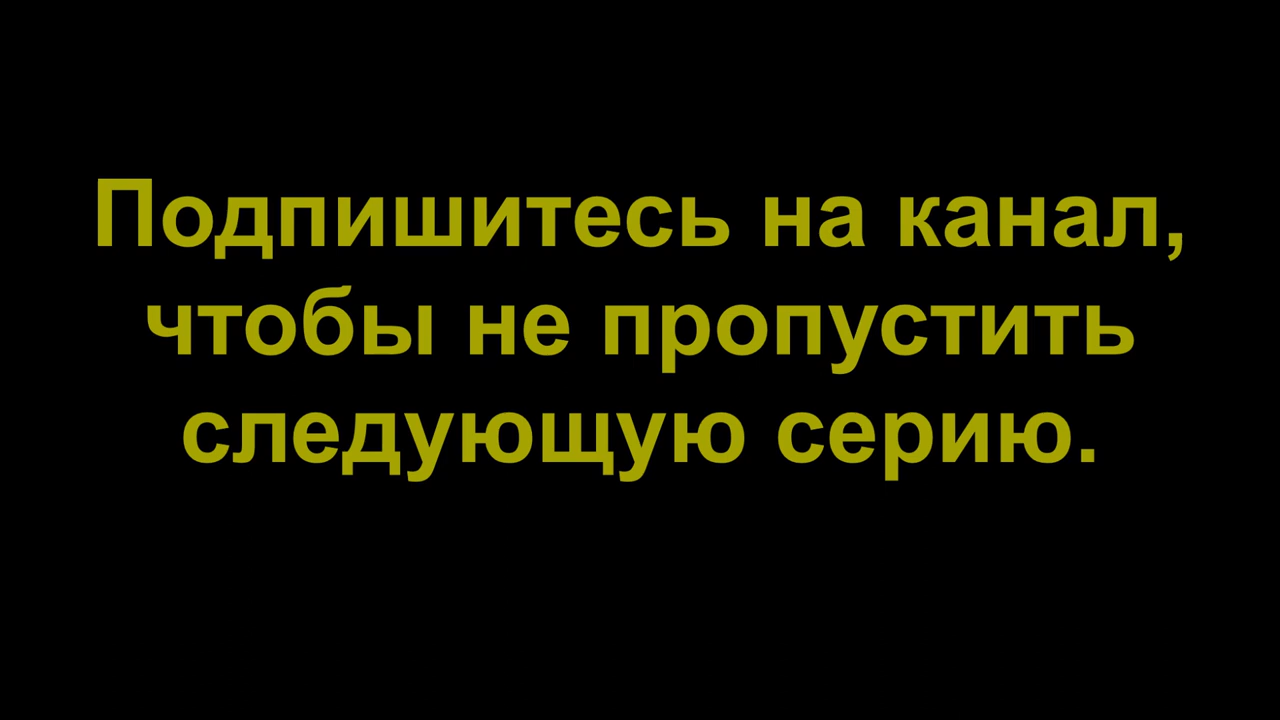 Подпишитесь на канал,
чтобы не пропустить
следующую серию.